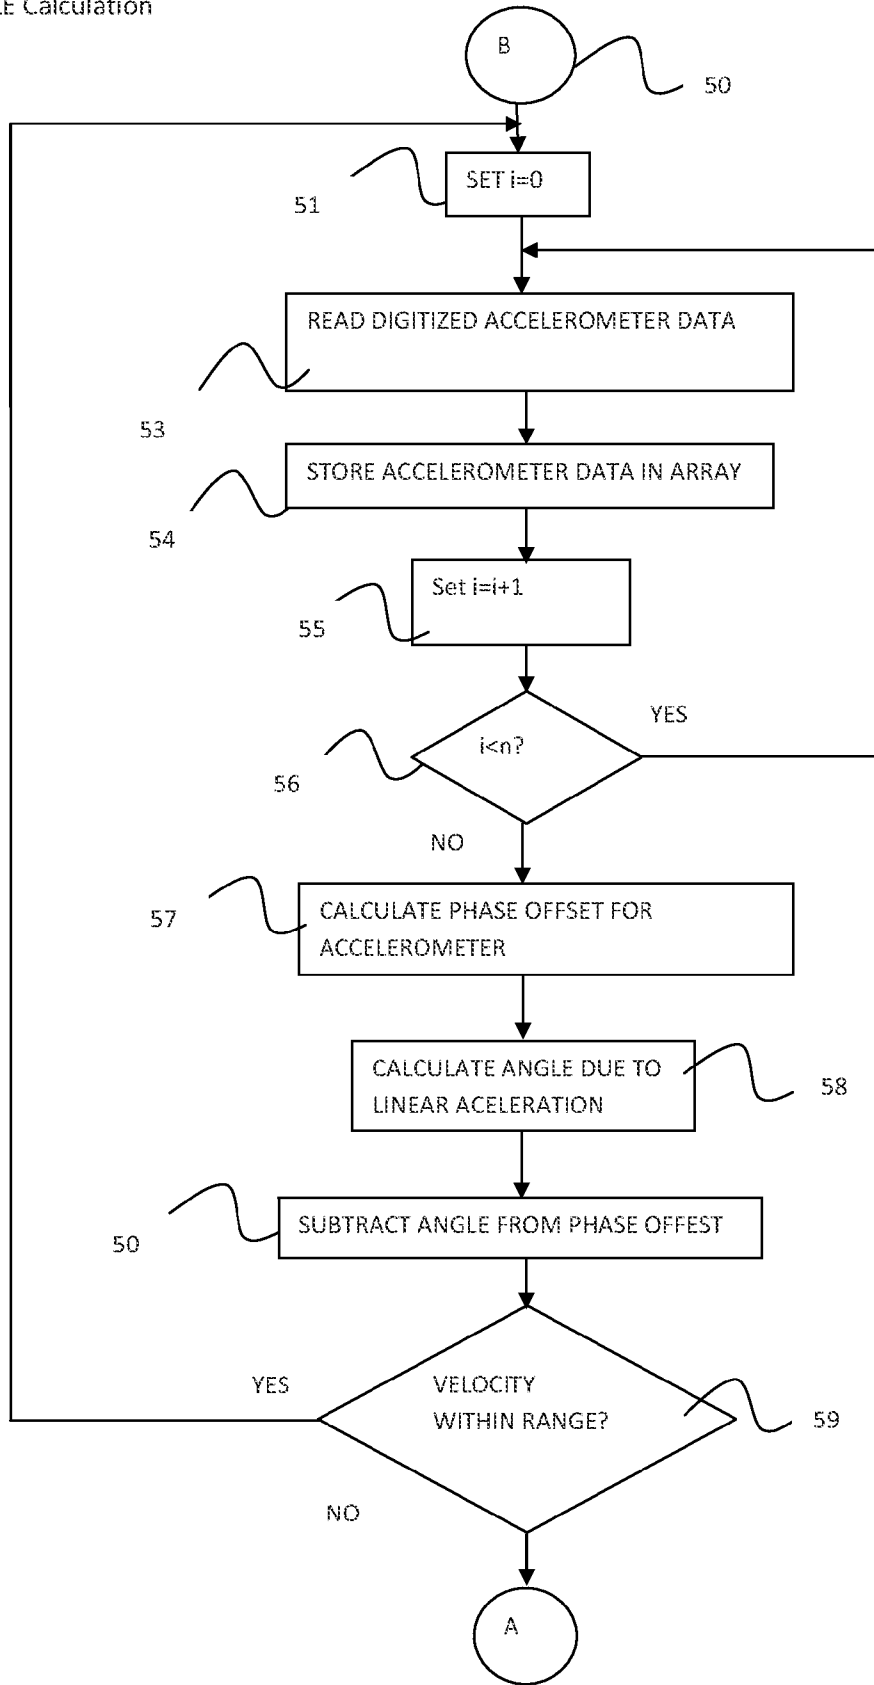 Calculation
B
50
SET i=0
51
READ DIGITIZED ACCELEROMETER DATA
53
STORE ACCELEROMETER DATA IN ARRAY
54
Set i=i+1
55
YES
i<n?
56
NO
CALCULATE PHASE OFFSET FOR
ACCELEROMETER
57
CALCULATE ANGLE DUE TO
LINEAR ACELERATION
58
SUBTRACT ANGLE FROM PHASE OFFEST
50
YES
VELOCITY
WITHIN RANGE?
59
NO
A